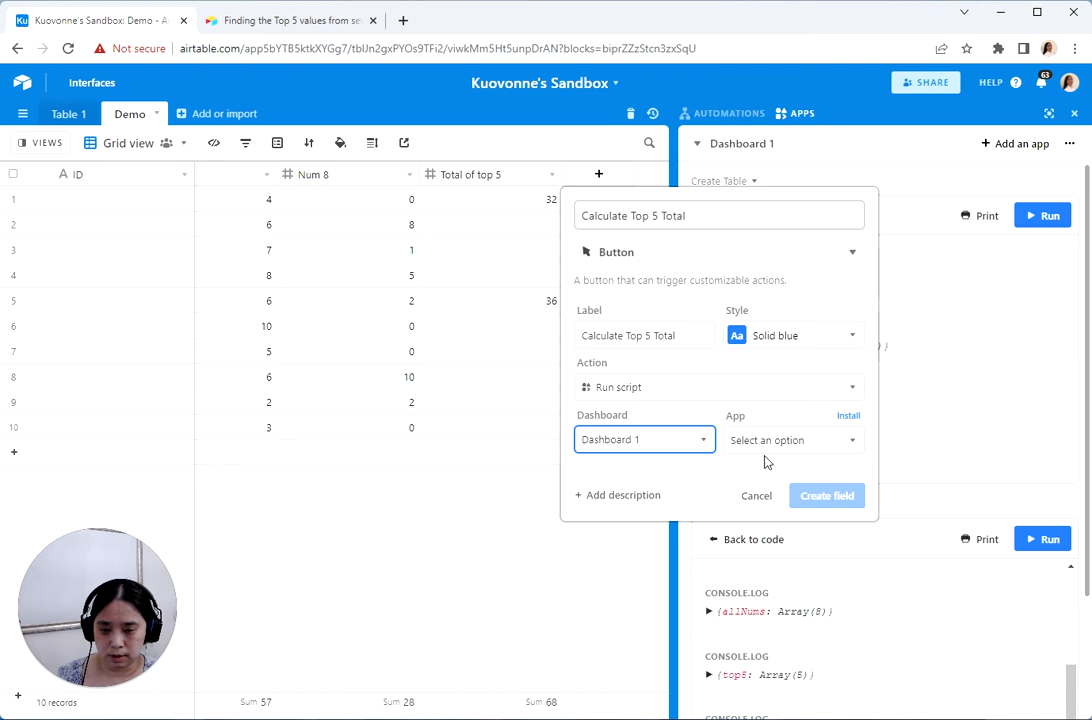 Ku Kuovonne's Sandbox: Demo - A
Finding the Top 5 values from se
Not secure
airtable.com/app5bYTB5ktkXYGg7/tblJn2gxPYOs9TFi2/viwkMm5Ht5unpDrAN?blocks=biprZZzStcn3zxSqU
Interfaces
Kuovonne's Sandbox
SHARE
HELP
63
Table 1
Demo
Add or import
AUTOMATIONS
APPS
VIEWS
Grid view
Dashboard 1
Add an app
A ID
Num 8
Total of top 5
Create Table
1 4 0 32
2 6 8
3 7 1
4 8 5
5 6 2 36
6 10 0
7 5 0
8 6 10
9 2 2
10 3 0
Calculate Top 5 Total
Button
A button that can trigger customizable actions.
Label
Style
Calculate Top 5 Total
Aa Solid blue
Action
Run script
Dashboard
App
Install
Dashboard 1
Select an option
+ Add description
Cancel
Create field
Print
Run
)}
Back to code
Print
Run
CONSOLE.LOG
{allNums: Array(8)}
CONSOLE.LOG
{top5: Array(5)}
10 records
Sum 57
Sum 28
Sum 68